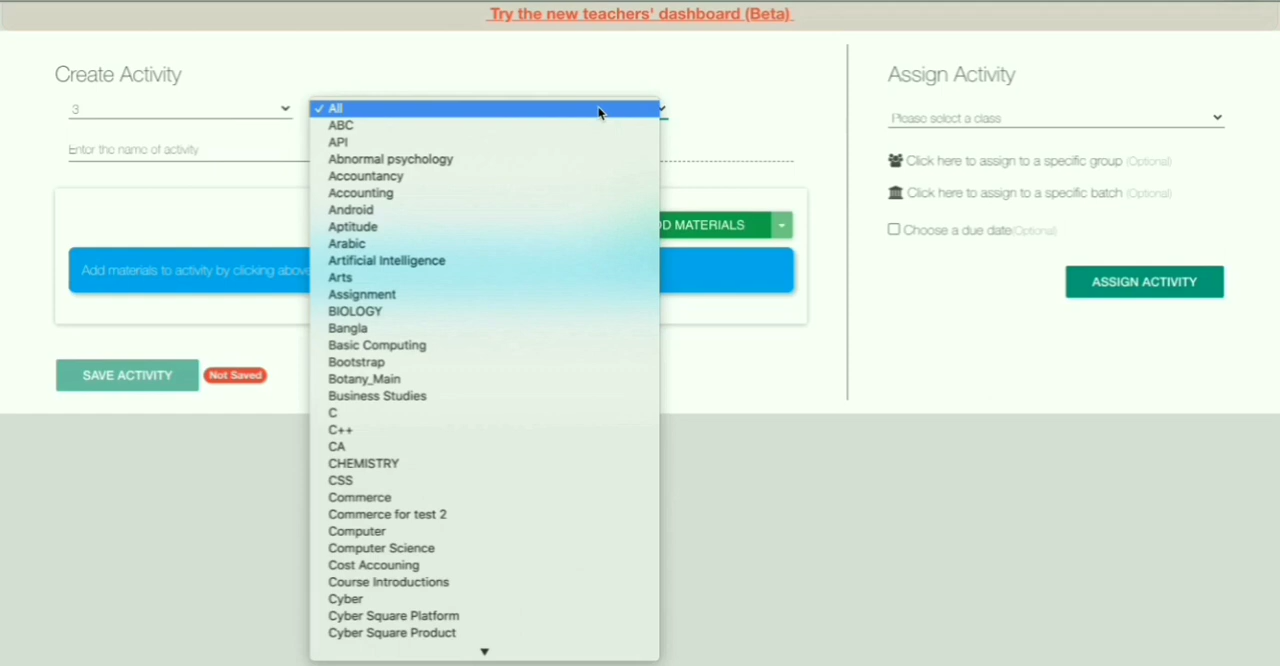 Try the new teachers' dashboard (Beta)
Create Activity
3
Enter the name of activity
D MATERIALS
Add materials to activity by clicking above
SAVE ACTIVITY
Not Saved
✓ All
ABC
API
Abnormal psychology
Accountancy
Accounting
Android
Aptitude
Arabic
Artificial Intelligence
Arts
Assignment
BIOLOGY
Bangla
Basic Computing
Bootstrap
Botany_Main
Business Studies
C
C++
CA
CHEMISTRY
CSS
Commerce
Commerce for test 2
Computer
Computer Science
Cost Accouning
Course Introductions
Cyber
Cyber Square Platform
Cyber Square Product
Assign Activity
Please select a class
Click here to assign to a specific group (Optional)
Click here to assign to a specific batch (Optional)
Choose a due date(Optional)
ASSIGN ACTIVITY